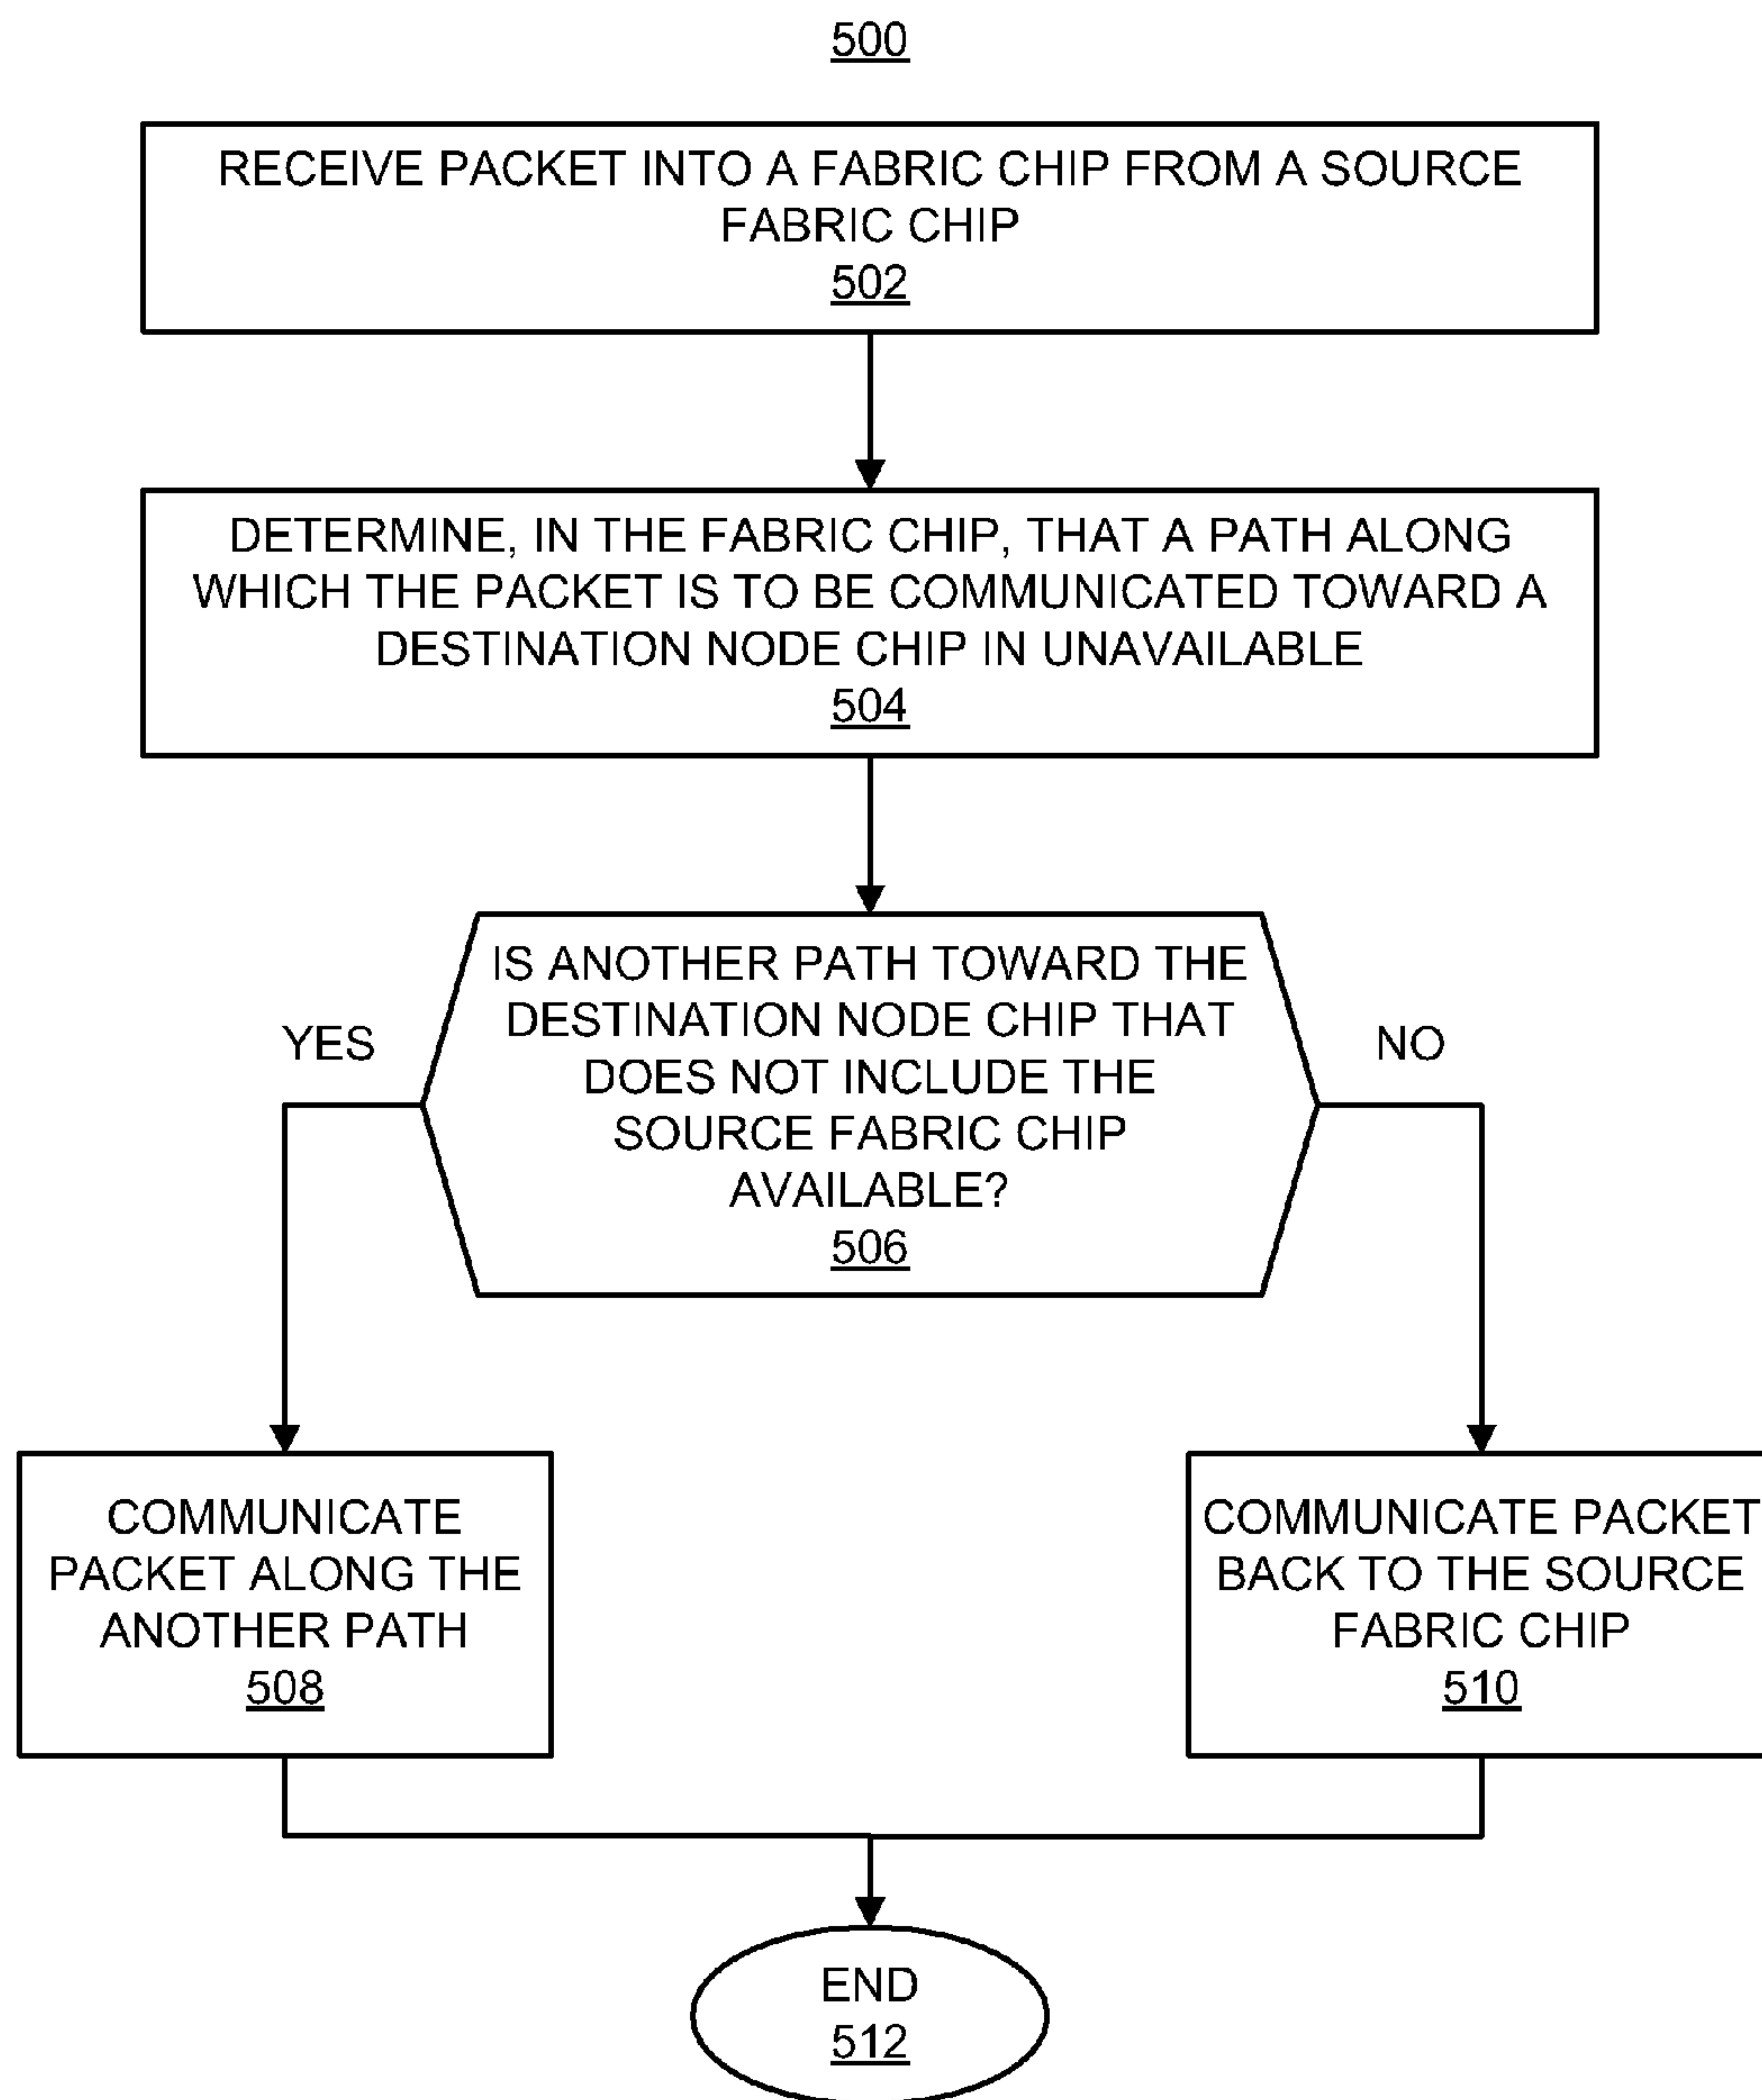 500
RECEIVE PACKET INTO A FABRIC CHIP FROM A SOURCE
FABRIC CHIP
502
DETERMINE, IN THE FABRIC CHIP, THAT A PATH ALONG
WHICH THE PACKET IS TO BE COMMUNICATED TOWARD A
DESTINATION NODE CHIP IN UNAVAILABLE
504
IS ANOTHER PATH TOWARD THE
DESTINATION NODE CHIP THAT
DOES NOT INCLUDE THE
SOURCE FABRIC CHIP
AVAILABLE?
506
YES
NO
COMMUNICATE
PACKET ALONG THE
ANOTHER PATH
508
COMMUNICATE PACKET
BACK TO THE SOURCE
FABRIC CHIP
510
END
512